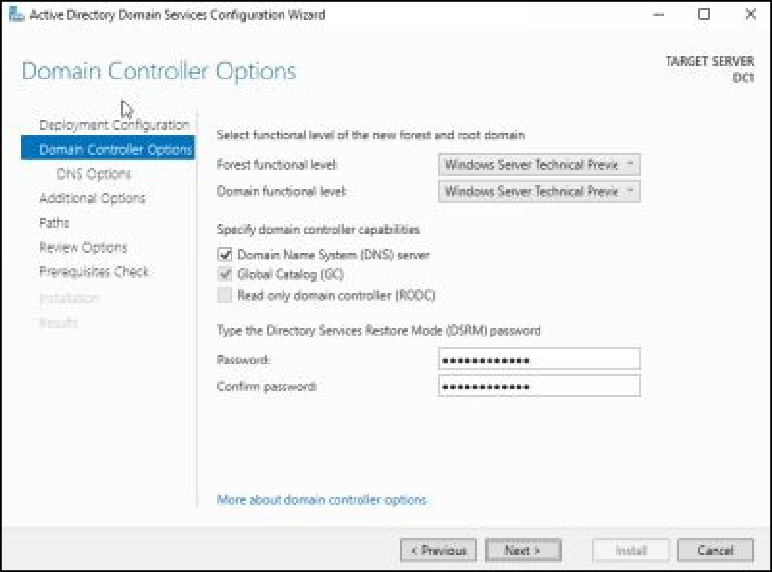 Active Directory Domain Services Configuration Wizard
Domain Controller Options
TARGET SERVER
DC1
Deployment Configuration
Domain Controller Options
DNS Options
Additional Options
Paths
Review Options
Prerequisites Check
Installation
Results
Select functional level of the new forest and root domain
Forest functional level:
Windows Server Technical Previe
Domain functional level:
Windows Server Technical Previe
Specify domain controller capabilities
Domain Name System (DNS) server
Global Catalog (GC)
Read only domain controller (RODC)
Type the Directory Services Restore Mode (DSRM) password
Password:
••••••••••••
Confirm password:
••••••••••••
More about domain controller options
< Previous
Next >
Install
Cancel